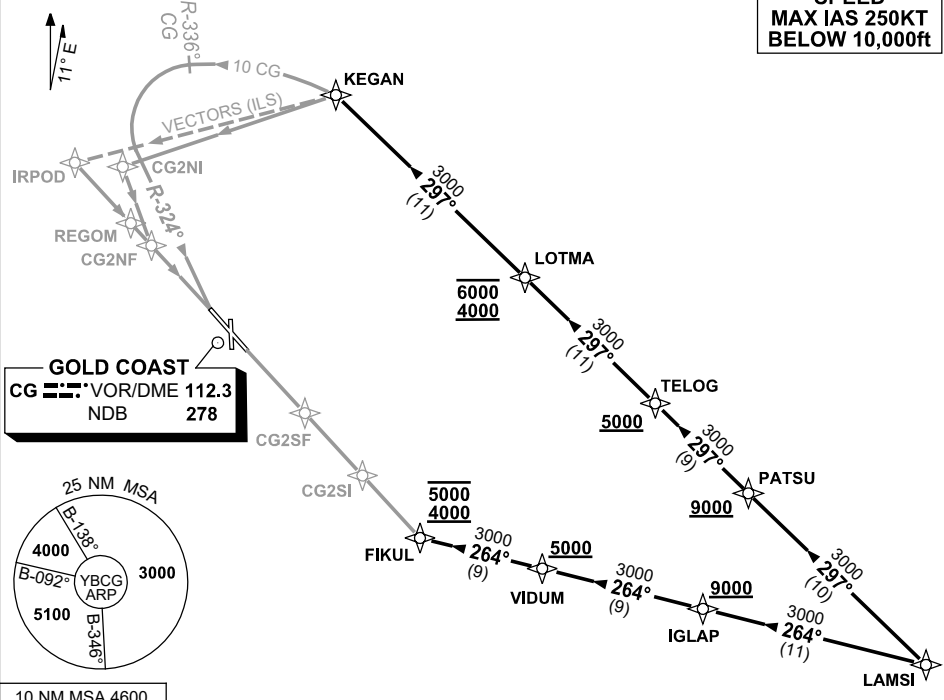 SPEED
MAX IAS 250KT
BELOW 10,000ft
11° E
R-336°
CG
10 CG
KEGAN
VECTORS (ILS)
IRPOD
CG2NI
R-324°
REGOM
CG2NF
3000
297°
(11)
LOTMA
6000
4000
3000
297°
(11)
TELOG
5000
3000
297°
(9)
PATSU
9000
3000
297°
(10)
GOLD COAST
CG VOR/DME 112.3
NDB 278
CG2SF
CG2SI
5000
4000
FIKUL
3000
264°
(9)
5000
VIDUM
3000
264°
(9)
9000
IGLAP
3000
264°
(11)
LAMSI
25 NM MSA
B-138°
4000
B-092°
YBCG
ARP
3000
5100
B-346°
10 NM MSA 4600